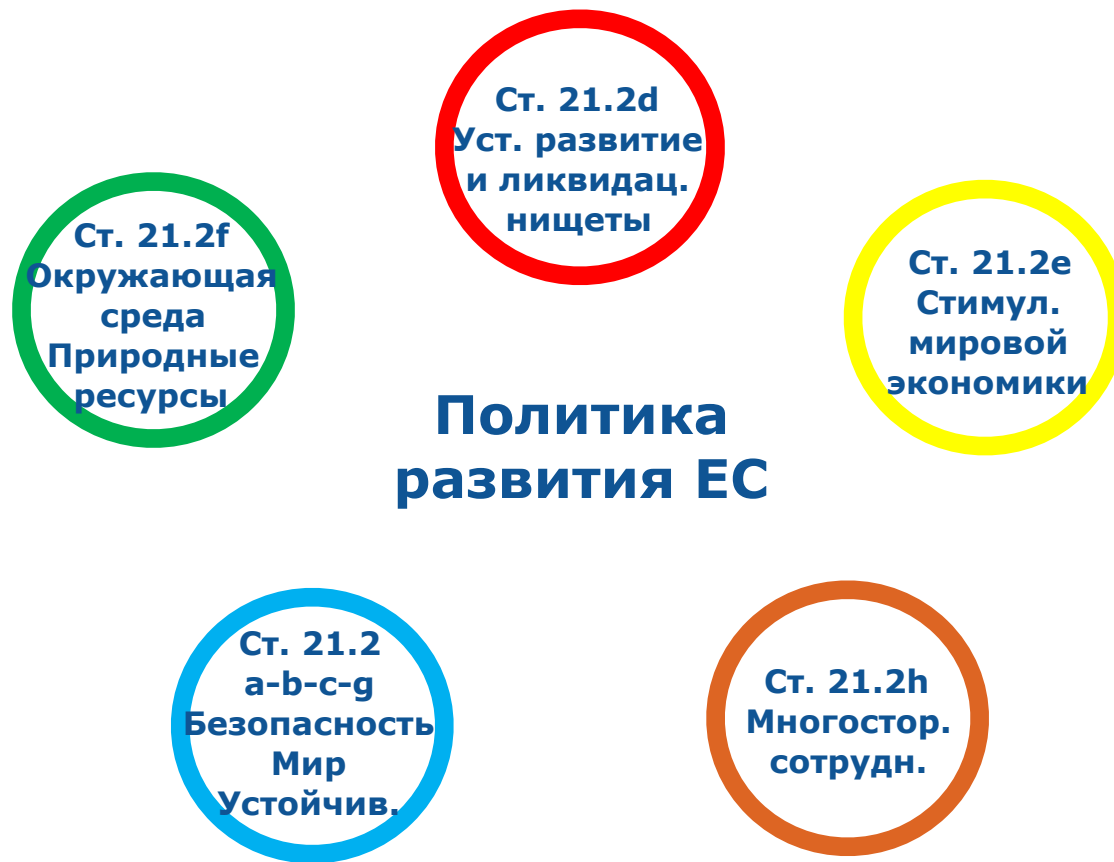 Ст. 21.2d
Уст. развитие
и ликвидац.
нищеты
Ст. 21.2f
Окружающая
среда
Природные
ресурсы
Ст. 21.2e
Стимул.
мировой
экономики
Политика
развития ЕС
Ст. 21.2
a-b-c-g
Безопасность
Мир
Устойчив.
Ст. 21.2h
Многостор.
сотрудн.